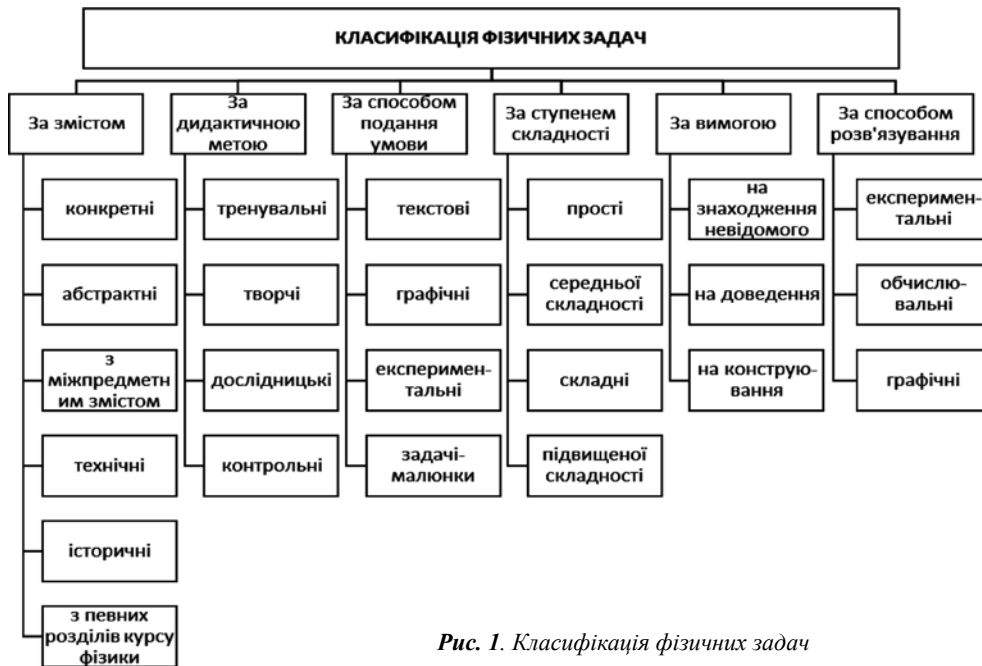 КЛАСИФІКАЦІЯ ФІЗИЧНИХ ЗАДАЧ
За змістом
конкретні
абстрактні
з
міжпредметн
им змістом
технічні
історичні
з певних
розділів курсу
фізики
За
дидактичною
метою
тренувальні
творчі
дослідницькі
контрольні
За способом
подання
умови
текстові
графічні
експеримен-
тальні
задачі-
малюнки
За ступенем
складності
прості
середньої
складності
складні
підвищеної
складності
За вимогою
на
знаходження
невідомого
на доведення
на конструю-
вання
За способом
розв'язування
експеримен-
тальні
обчислю-
вальні
графічні
Рис. 1. Класифікація фізичних задач